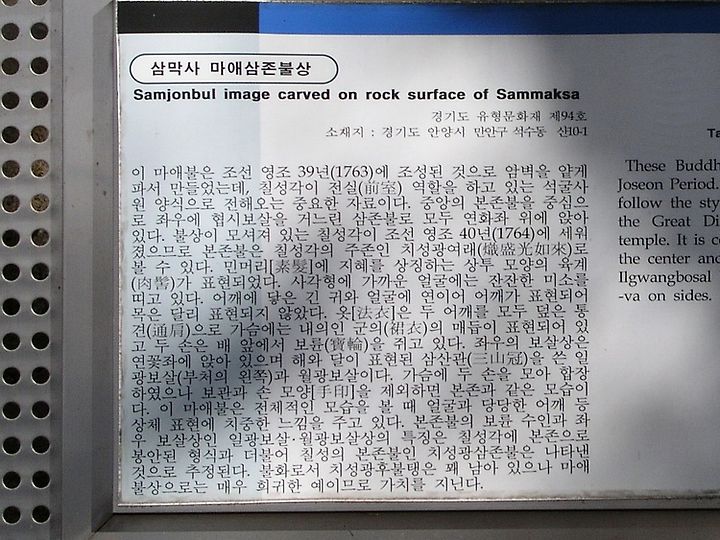 삼막사 마애삼존불상
Samjonbul image carved on rock surface of Sammaksa
경기도 유형문화재 제94호
소재지 : 경기도 안양시 만안구 석수동 산10-1
이 마애불은 조선 영조 39년(1763)에 조성된 것으로 암벽을 얕게
파서 만들었는데, 칠성각이 전실(前室) 역할을 하고 있는 석굴사
원 양식으로 전해오는 중요한 자료이다. 중앙의 본존불을 중심으
로 좌우에 협시보살을 거느린 삼존불로 모두 연화좌 위에 앉아
있다. 불상이 모셔져 있는 칠성각이 조선 영조 40년(1764)에 세워
졌으므로 본존불은 칠성각의 주존인 치성광여래(熾盛光如來)로
볼 수 있다. 민머리[素髮]에 지혜를 상징하는 상투 모양의 육계
(肉髻)가 표현되었다. 사각형에 가까운 얼굴에는 잔잔한 미소를
띠고 있다. 어깨에 닿은 긴 귀와 얼굴에 연이어 어깨가 표현되어
목은 달리 표현되지 않았다. 옷[法衣]은 두 어깨를 모두 덮은 통
견(通肩)으로 가슴에는 내의인 군의(裙衣)의 매듭이 표현되어 있
고 두 손은 배 앞에서 보륜(寶輪)을 쥐고 있다. 좌우의 보살상은
연꽃좌에 앉아 있으며 해와 달이 표현된 삼산관(三山冠)을 쓴 일
광보살(부처의 왼쪽)과 월광보살이다. 가슴에 두 손을 모아 합장
하였으나 보관과 손 모양[手印]을 제외하면 본존과 같은 모습이
다. 이 마애불은 전체적인 모습을 볼 때 얼굴과 당당한 어깨 등
상체 표현에 치중한 느낌을 주고 있다. 본존불의 보륜 수인과 좌
우 보살상인 일광보살·월광보살상의 특징은 칠성각에 본존으로
봉안된 형식과 더불어 칠성의 본존불인 치성광삼존불은 나타낸
것으로 추정된다. 불화로서 치성광후불탱은 꽤 남아 있으나 마애
불상으로는 매우 희귀한 예이므로 가치를 지닌다.
Ta
These Buddh
Joseon Period.
follow the sty
the Great Di
temple. It is c
the center and
Ilgwangbosal
-va on sides.